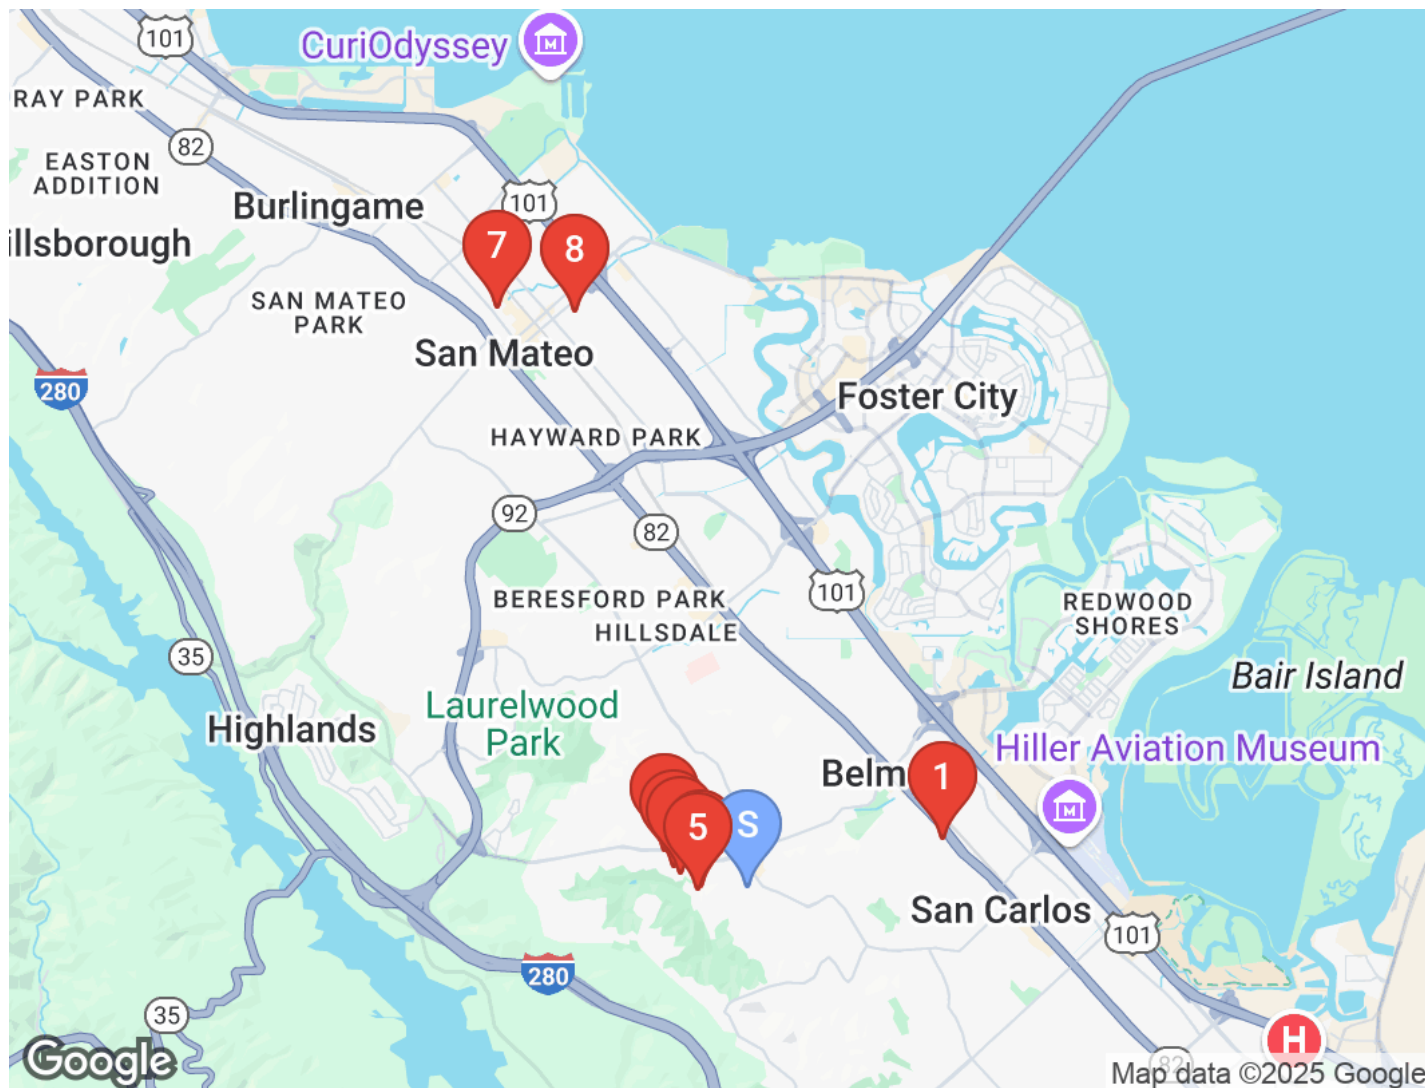 101
CuriOdyssey
RAY PARK
82
EASTON
ADDITION
Burlingame
101
illsborough
7
8
SAN MATEO
PARK
San Mateo
280
Foster City
HAYWARD PARK
92
82
101
BERESFORD PARK
HILLSDALE
REDWOOD
SHORES
35
Bair Island
Laurelwood
Park
Highlands
Hiller Aviation Museum
Belm
1
5
S
San Carlos
101
280
35
H
Google
82
Map data ©2025 Google